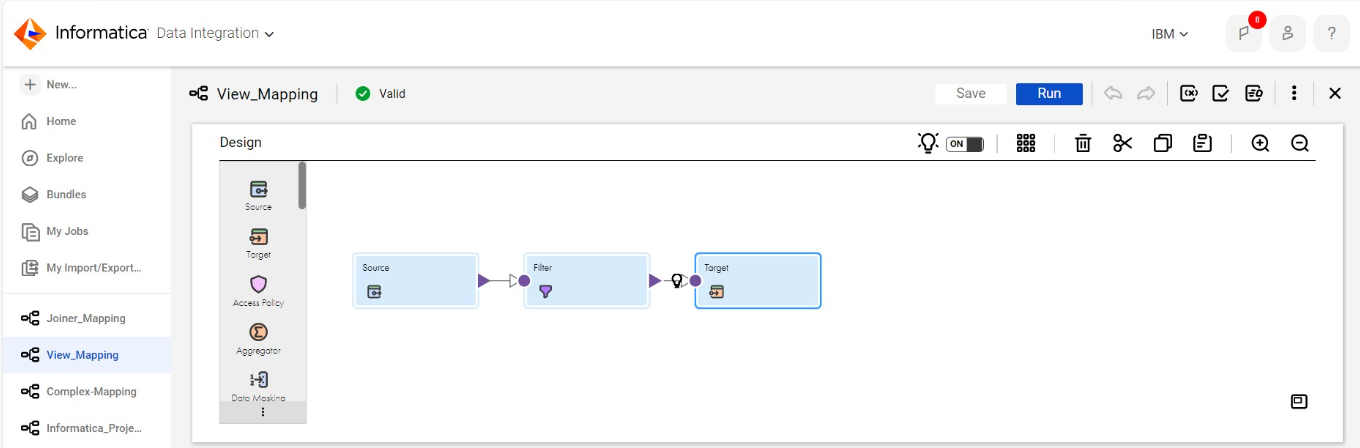 Informatica Data Integration
IBM
8
?
New...
Home
Explore
Bundles
My Jobs
My Import/Export...
Joiner_Mapping
View_Mapping
Complex-Mapping
Informatica_Proje...
View_Mapping
Valid
Save
Run
Design
ON
Source
Target
Access Policy
Aggregator
Data Masking
Source
Filter
Target